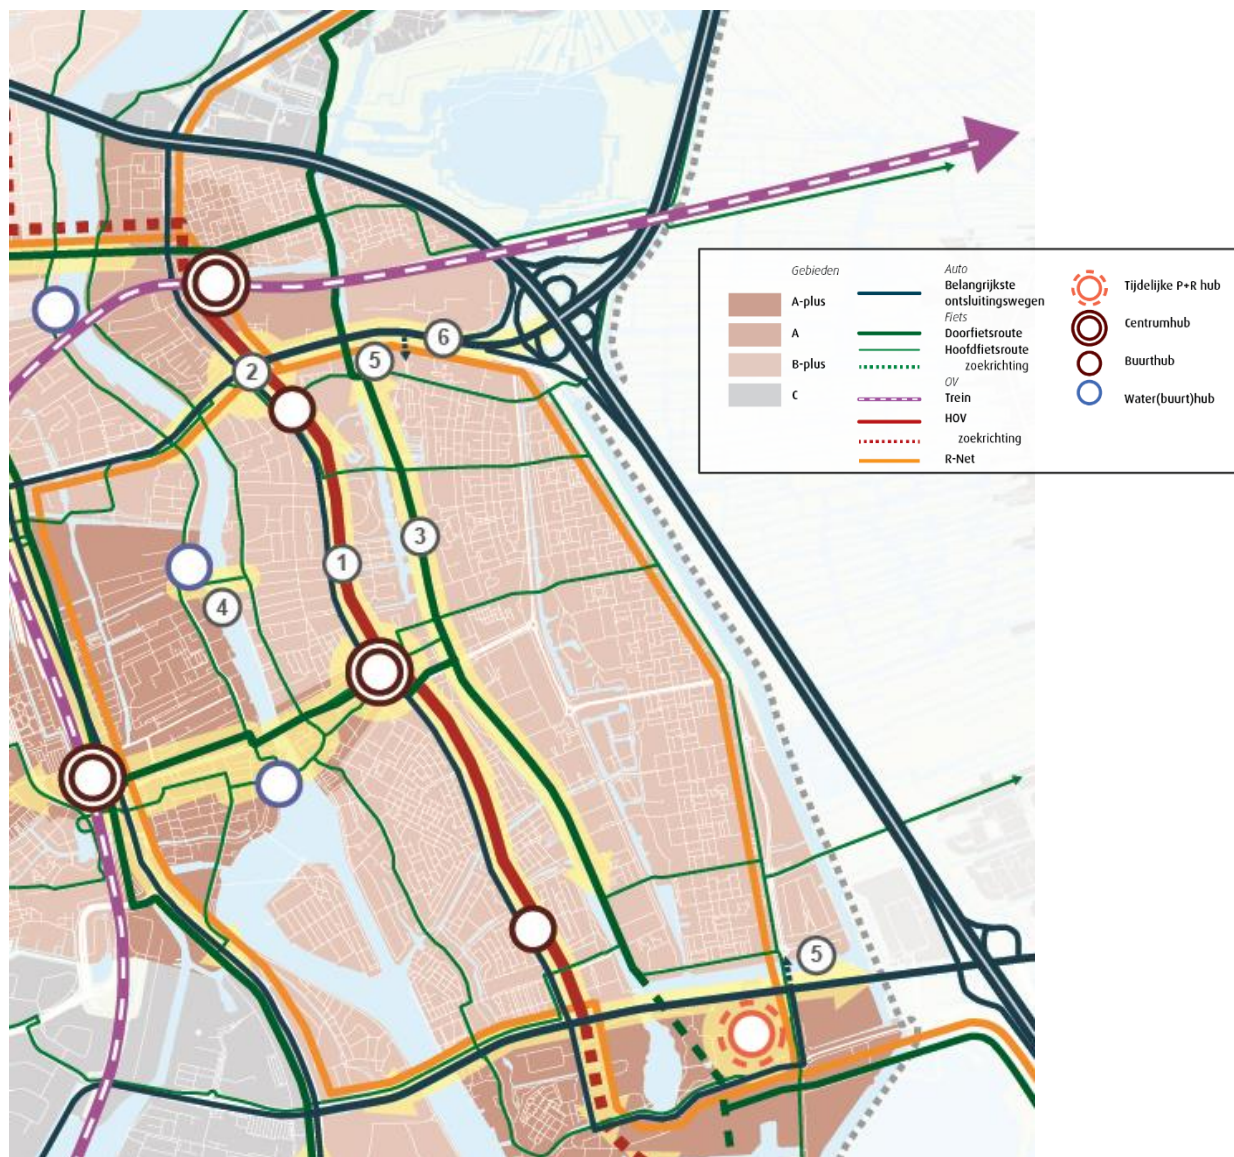 Gebieden
A-plus
A
B-plus
C
Auto
Belangrijkste
ontsluitingswegen
Fiets
Doorfietsroute
Hoofdfietsroute
zoekrichting
OV
Trein
HOV
zoekrichting
R-Net
Tijdelijke P+R hub
Centrumhub
Buurthub
Water(buurt)hub
6
5
2
3
1
4
5